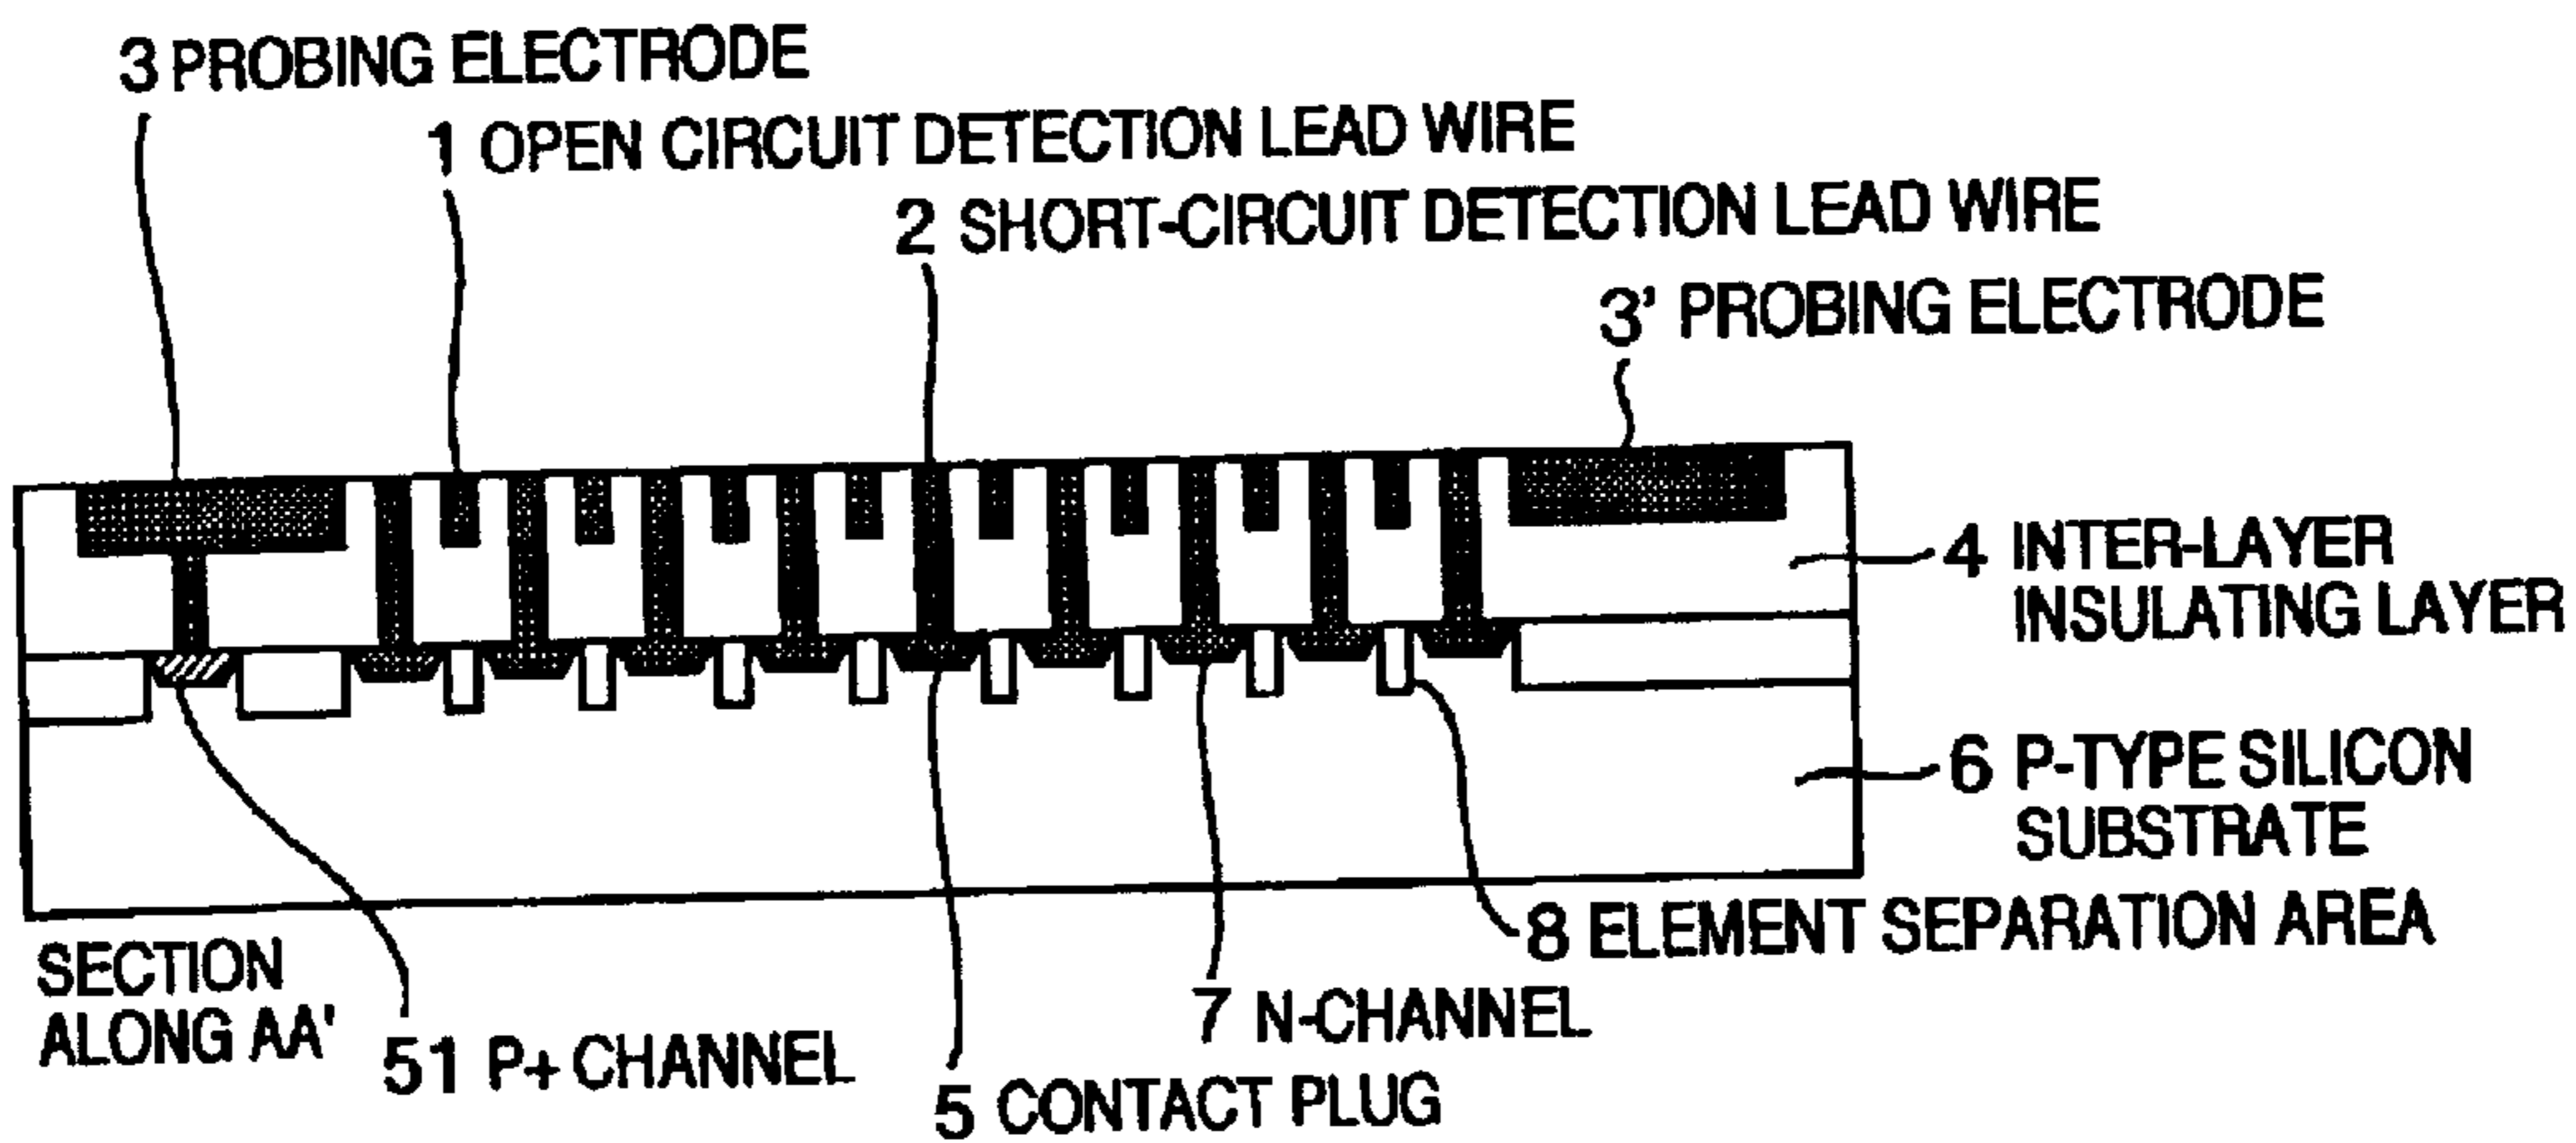 3 PROBING ELECTRODE
1 OPEN CIRCUIT DETECTION LEAD WIRE
2 SHORT-CIRCUIT DETECTION LEAD WIRE
3' PROBING ELECTRODE
4 INTER-LAYER
INSULATING LAYER
6 P-TYPE SILICON
SUBSTRATE
8 ELEMENT SEPARATION AREA
7 N-CHANNEL
5 CONTACT PLUG
51 P+ CHANNEL
SECTION
ALONG AA'